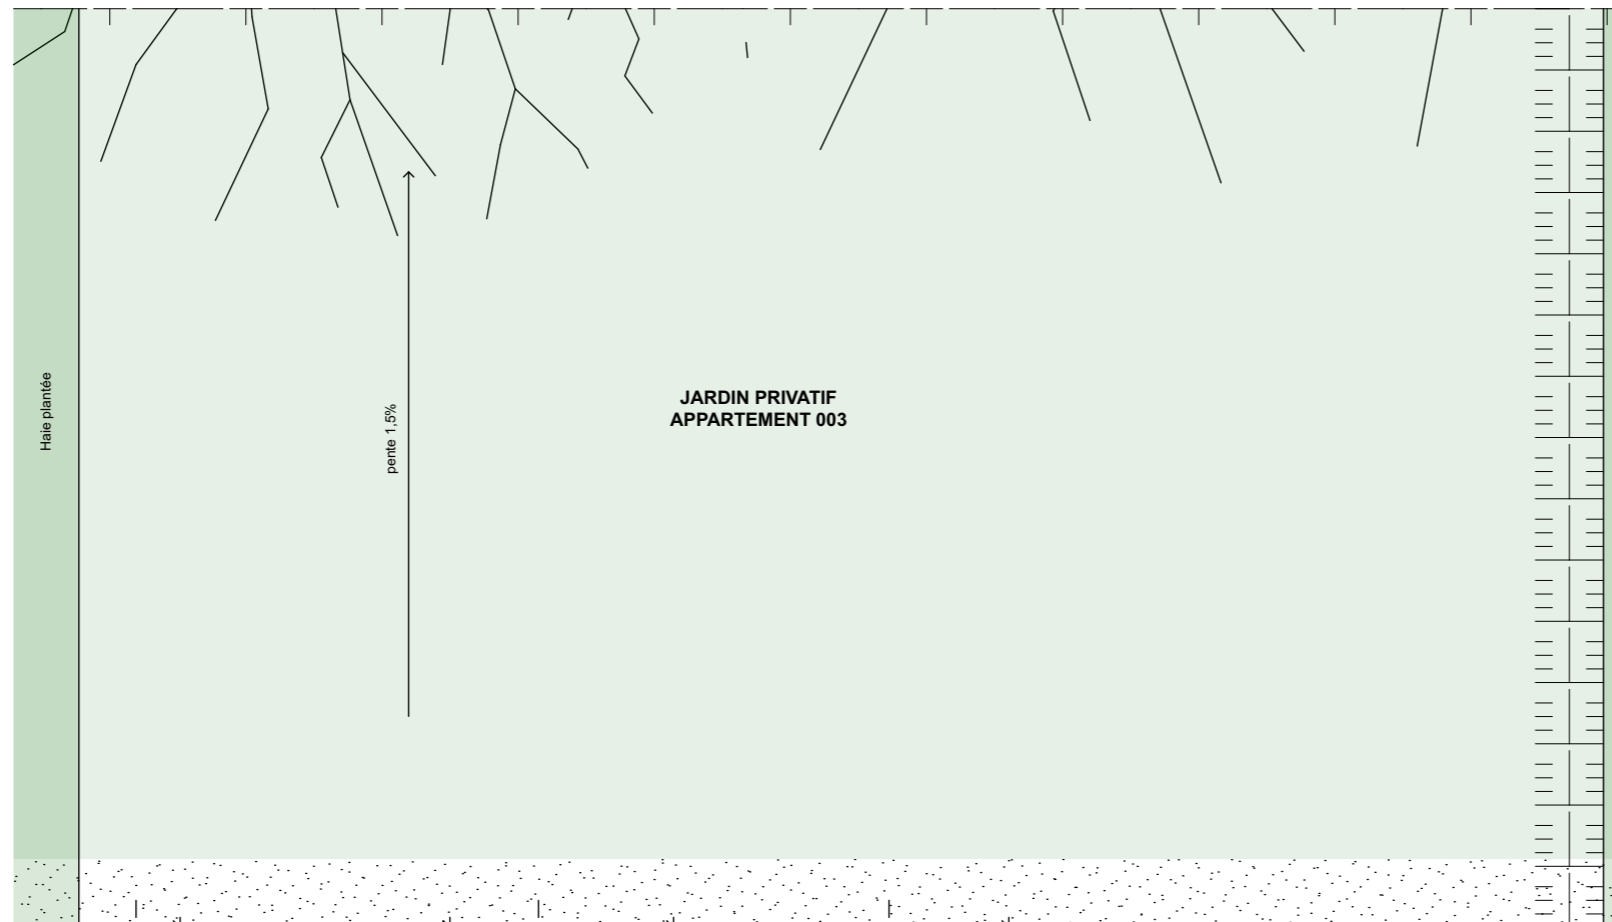 Haie plantée
pente 1,5%
JARDIN PRIVATIF
APPARTEMENT 003